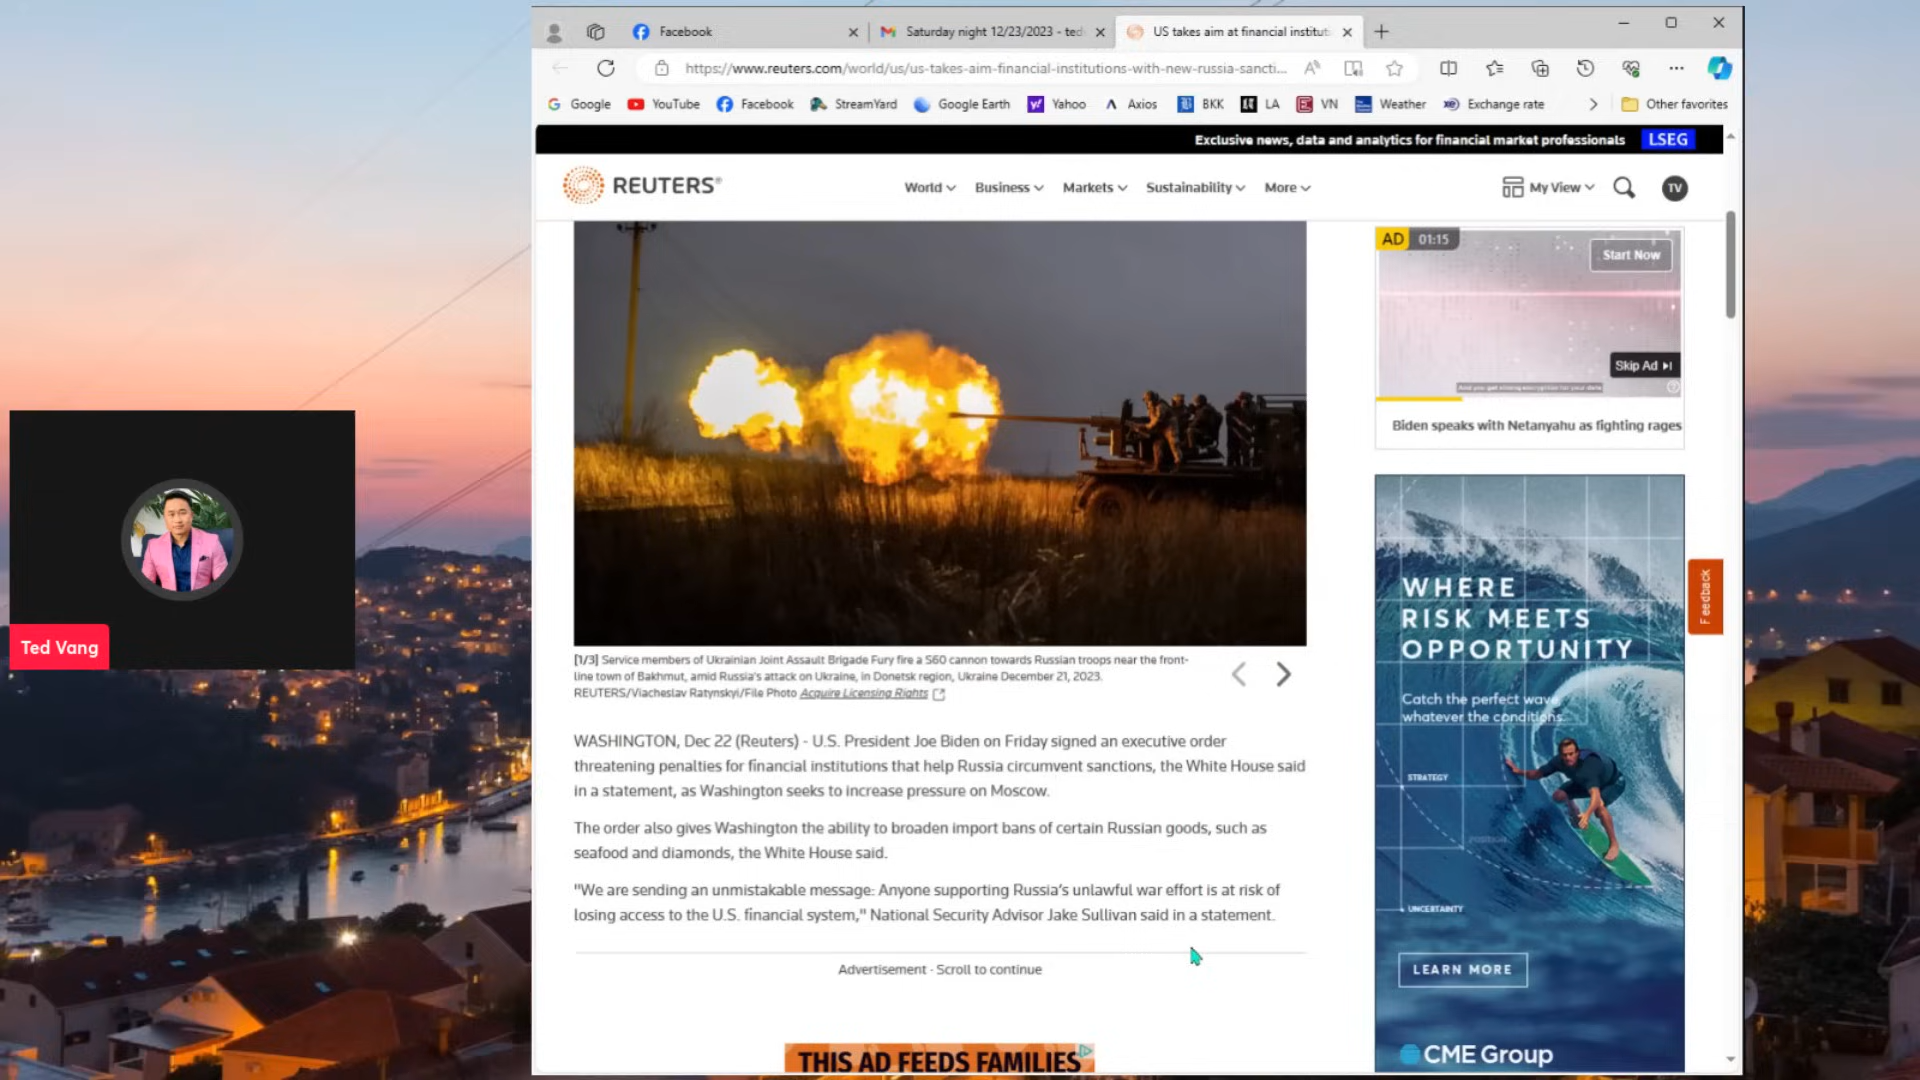 Facebook
Saturday night 12/23/2023 - ted
US takes aim at financial institut
https://www.reuters.com/world/us/us-takes-aim-financial-institutions-with-new-russia-sancti...
Google
YouTube
Facebook
StreamYard
Google Earth
Yahoo
Axios
BKK
LA
VN
Weather
Exchange rate
Other favorites
Exclusive news, data and analytics for financial market professionals LSEG
REUTERS®
World
Business
Markets
Sustainability
More
My View
TV
AD 01:15
Start Now
Skip Ad
And you get strong encryption for your data
Biden speaks with Netanyahu as fighting rages
Ted Vang
[1/3] Service members of Ukrainian Joint Assault Brigade Fury fire a S60 cannon towards Russian troops near the front-
line town of Bakhmut, amid Russia's attack on Ukraine, in Donetsk region, Ukraine December 21, 2023.
REUTERS/Viacheslav Ratynskyi/File Photo Acquire Licensing Rights
WASHINGTON, Dec 22 (Reuters) - U.S. President Joe Biden on Friday signed an executive order
threatening penalties for financial institutions that help Russia circumvent sanctions, the White House said
in a statement, as Washington seeks to increase pressure on Moscow.
The order also gives Washington the ability to broaden import bans of certain Russian goods, such as
seafood and diamonds, the White House said.
"We are sending an unmistakable message: Anyone supporting Russia's unlawful war effort is at risk of
losing access to the U.S. financial system," National Security Advisor Jake Sullivan said in a statement.
Advertisement · Scroll to continue
THIS AD FEEDS FAMILIES
WHERE
RISK MEETS
OPPORTUNITY
Catch the perfect wave,
whatever the conditions.
STRATEGY
POSITION
UNCERTAINTY
LEARN MORE
CME Group
Feedback